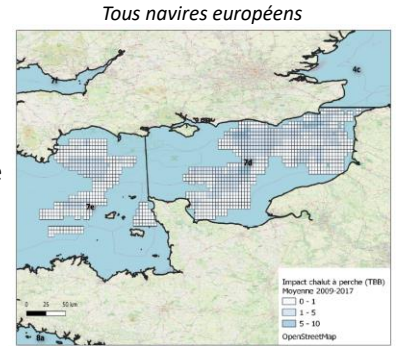 Tous navires européens
4c
7d
7e
8a
0 25 50 km
Impact chalut à perche (TBB)
Moyenne 2009-2017
0 - 1
1 - 5
5 - 10
OpenStreetMap